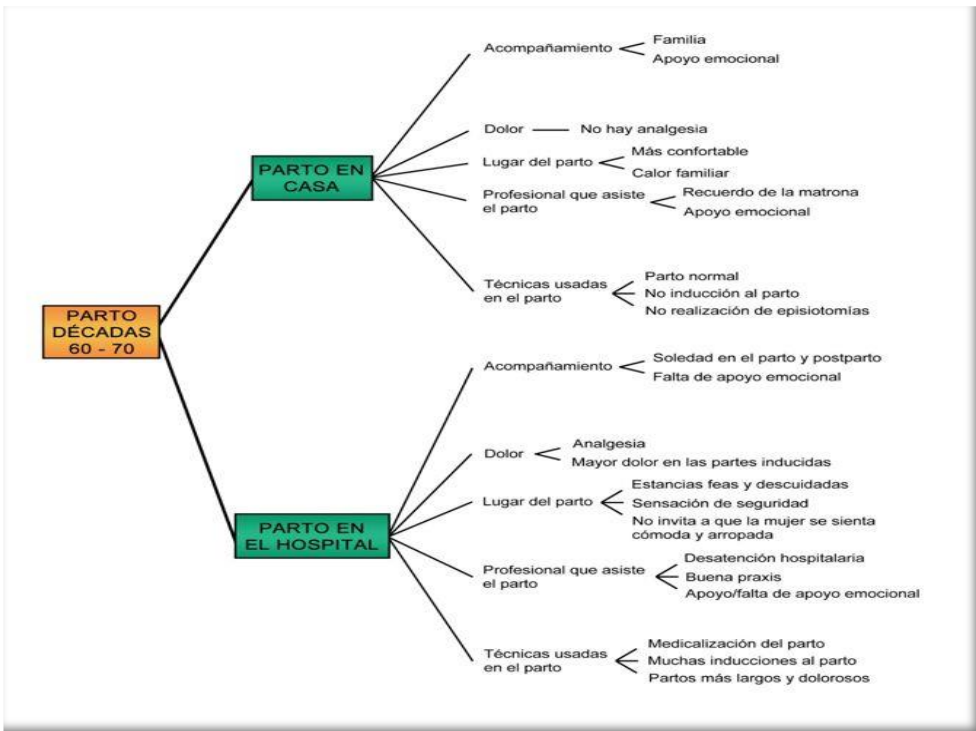 PARTO
DÉCADAS
60 - 70
PARTO EN
CASA
Acompañamiento
Familia
Apoyo emocional
Dolor
No hay analgesia
Lugar del parto
Más confortable
Calor familiar
Profesional que asiste
el parto
Recuerdo de la matrona
Apoyo emocional
Técnicas usadas
en el parto
Parto normal
No inducción al parto
No realización de episiotomías
PARTO EN
EL HOSPITAL
Acompañamiento
Soledad en el parto y postparto
Falta de apoyo emocional
Dolor
Analgesia
Mayor dolor en las partes inducidas
Lugar del parto
Estancias feas y descuidadas
Sensación de seguridad
No invita a que la mujer se sienta
cómoda y arropada
Profesional que asiste
el parto
Desatención hospitalaria
Buena praxis
Apoyo/falta de apoyo emocional
Técnicas usadas
en el parto
Medicalización del parto
Muchas inducciones al parto
Partos más largos y dolorosos